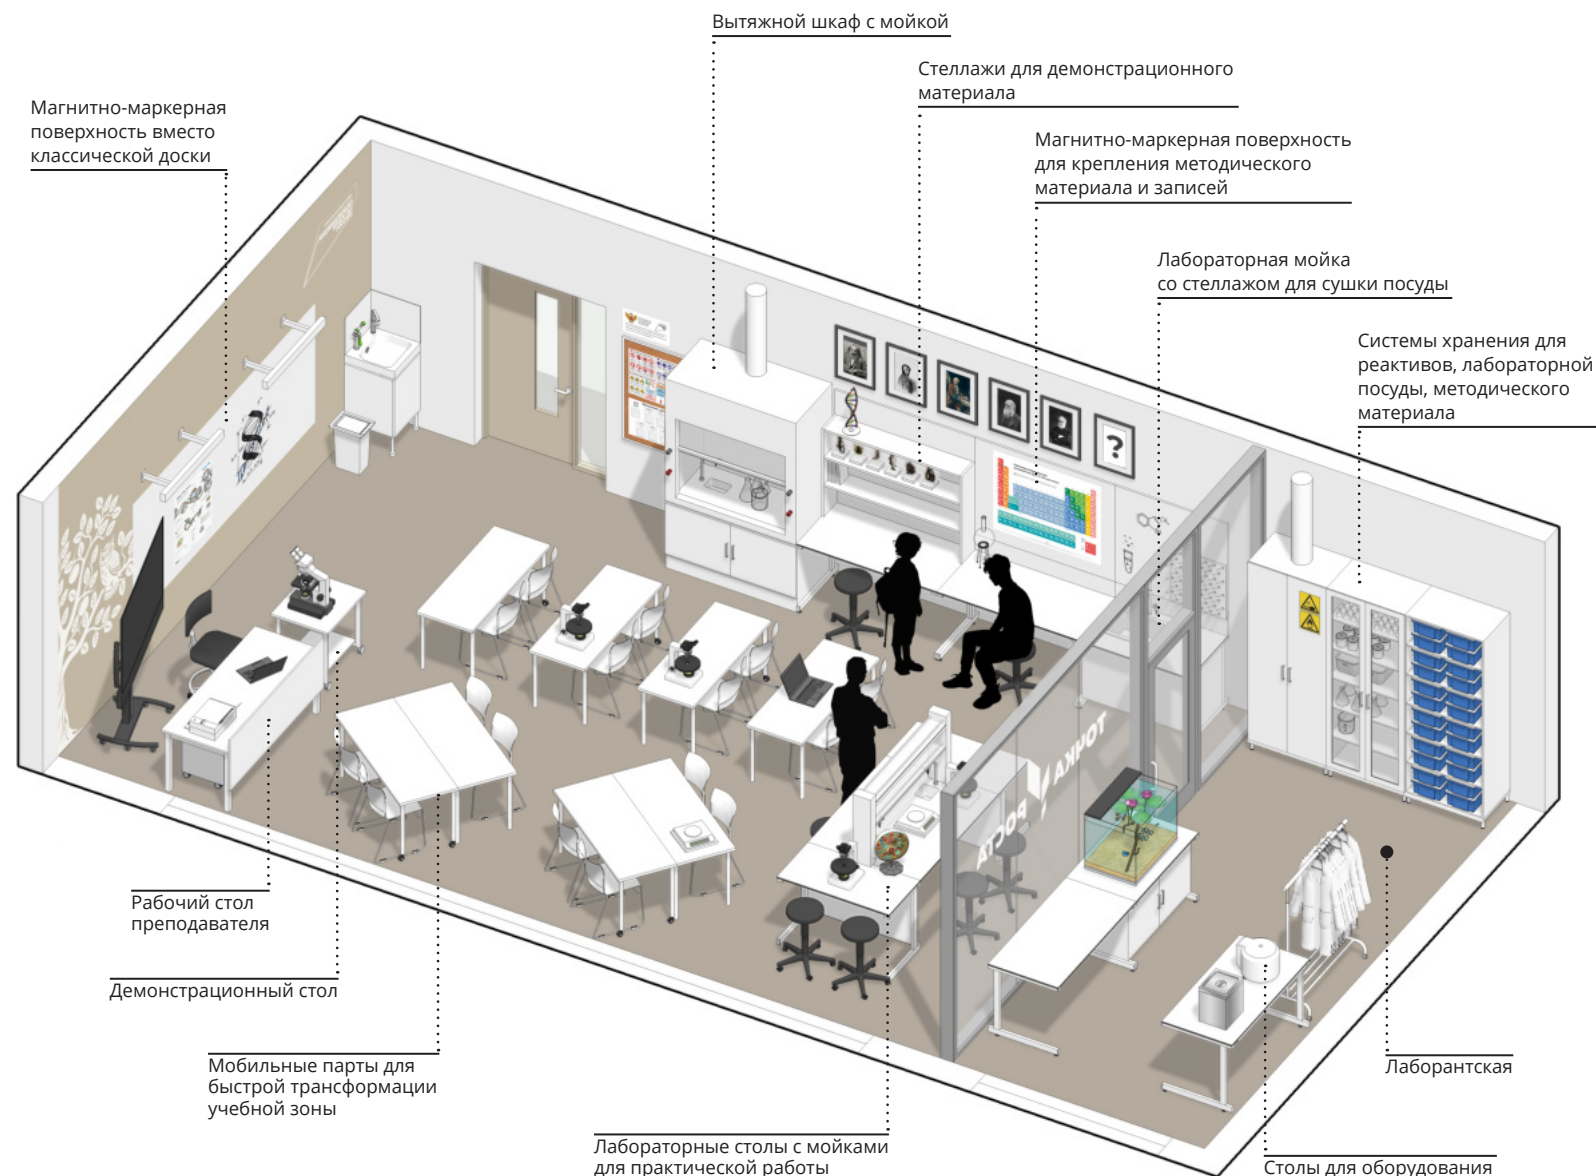 Вытяжной шкаф с мойкой
Стеллажи для демонстрационного
материала
Магнитно-маркерная
поверхность вместо
классической доски
Магнитно-маркерная поверхность
для крепления методического
материала и записей
Лабораторная мойка
со стеллажом для сушки посуды
Системы хранения для
реактивов, лабораторной
посуды, методического
материала
?
ТОЧКА
РОСТА
Рабочий стол
преподавателя
Демонстрационный стол
Мобильные парты для
быстрой трансформации
учебной зоны
Лаборантская
Лабораторные столы с мойками
для практической работы
Столы для оборудования